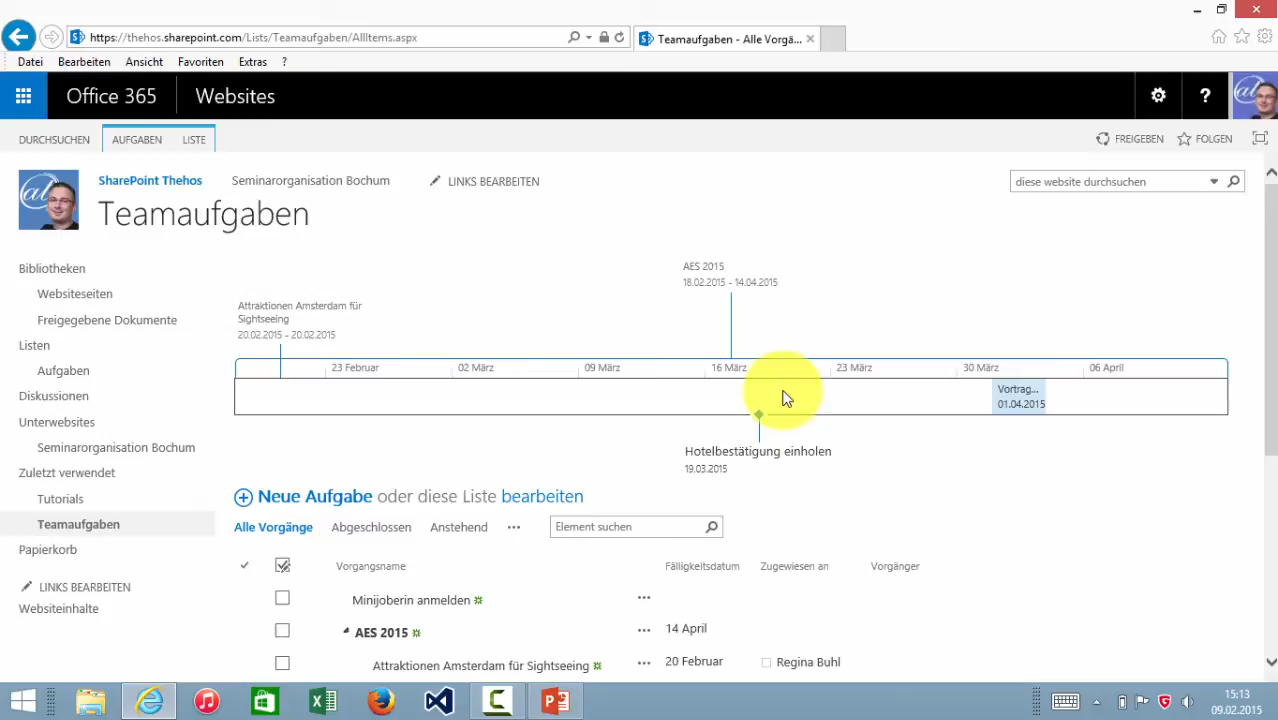 https://thehos.sharepoint.com/Lists/Teamaufgaben/AllItems.aspx
Teamaufgaben - Alle Vorgä...
Datei Bearbeiten Ansicht Favoriten Extras ?
Office 365 Websites ?
DURCHSUCHEN AUFGABEN LISTE FREIGEBEN FOLGEN
SharePoint Thehos Seminarorganisation Bochum LINKS BEARBEITEN
diese website durchsuchen
Teamaufgaben
Bibliotheken
Websiteseiten
Freigegebene Dokumente
Listen
Aufgaben
Diskussionen
Unterwebsites
Seminarorganisation Bochum
Zuletzt verwendet
Tutorials
Teamaufgaben
Papierkorb
LINKS BEARBEITEN
Websiteinhalte
AES 2015
18.02.2015 - 14.04.2015
Attraktionen Amsterdam für
Sightseeing
20.02.2015 - 20.02.2015
23 Februar 02 März 09 März 16 März 23 März 30 März 06 April
Vortrag...
01.04.2015
Hotelbestätigung einholen
19.03.2015
Neue Aufgabe oder diese Liste bearbeiten
Alle Vorgänge Abgeschlossen Anstehend ... Element suchen
Vorgangsname Fälligkeitsdatum Zugewiesen an Vorgänger
Minijoberin anmelden ...
AES 2015 ... 14 April
Attraktionen Amsterdam für Sightseeing ... 20 Februar Regina Buhl
15:13
09.02.2015